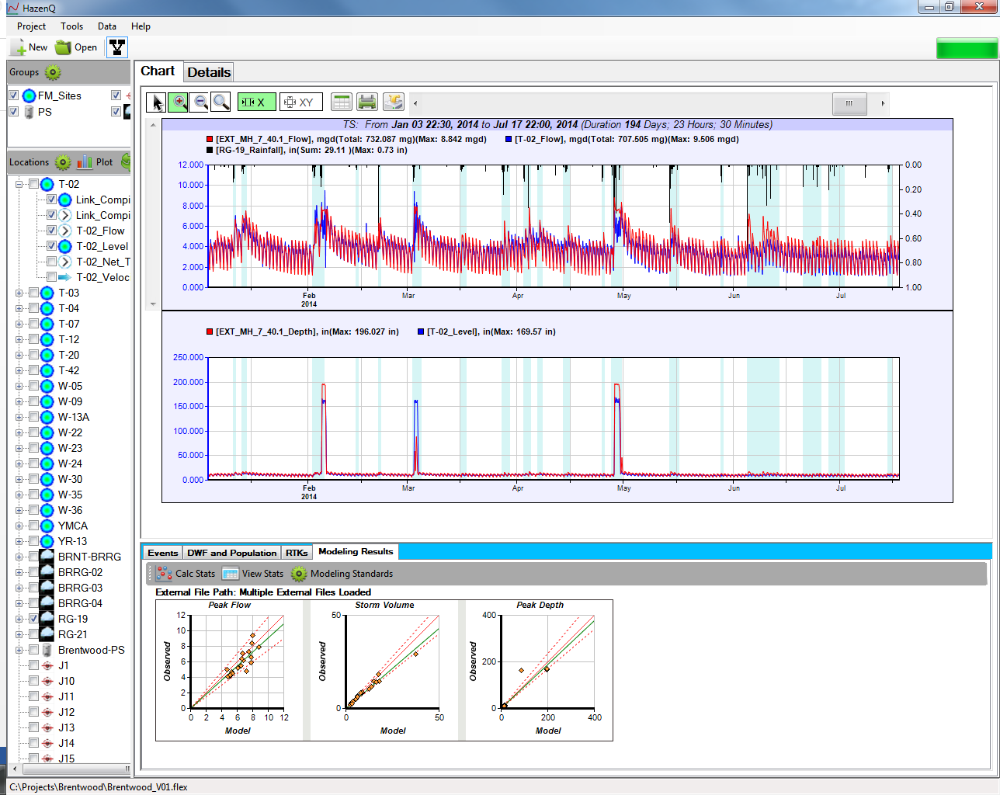 HazenQ
Project Tools Data Help
New Open
Groups
FM_Sites
PS
Locations Plot
T-02
Link_Compi
Link_Compi
T-02_Flow
T-02_Level
T-02_Net_T
T-02_Veloc
T-03
T-04
T-07
T-12
T-20
T-42
W-05
W-09
W-13A
W-22
W-23
W-24
W-30
W-35
W-36
YMCA
YR-13
BRNT-BRRG
BRRG-02
BRRG-03
BRRG-04
RG-19
RG-21
Brentwood-PS
J1
J10
J11
J12
J13
J14
J15
Chart Details
X XY
TS: From Jan 03 22:30, 2014 to Jul 17 22:00, 2014 (Duration 194 Days; 23 Hours; 30 Minutes)
[EXT_MH_7_40.1_Flow], mgd(Total: 732.087 mg)(Max: 8.842 mgd) [T-02_Flow], mgd(Total: 707.505 mg)(Max: 9.506 mgd)
[RG-19_Rainfall], in(Sum: 29.11 )(Max: 0.73 in)
12.000 0.00
10.000 0.20
8.000 0.40
6.000 0.60
4.000 0.80
2.000 1.00
0.000
Feb Mar Apr May Jun Jul
2014
[EXT_MH_7_40.1_Depth], in(Max: 196.027 in) [T-02_Level], in(Max: 169.57 in)
250.000
200.000
150.000
100.000
50.000
0.000
Feb Mar Apr May Jun Jul
2014
Events DWF and Population RTKs Modeling Results
Calc Stats View Stats Modeling Standards
External File Path: Multiple External Files Loaded
Peak Flow
Observed
12
10
8
6
4
2
0
0 2 4 6 8 10 12
Model
Storm Volume
Observed
50
0
0 50
Model
Peak Depth
Observed
400
200
0
0 200 400
Model
C:\Projects\Brentwood\Brentwood_V01.flex